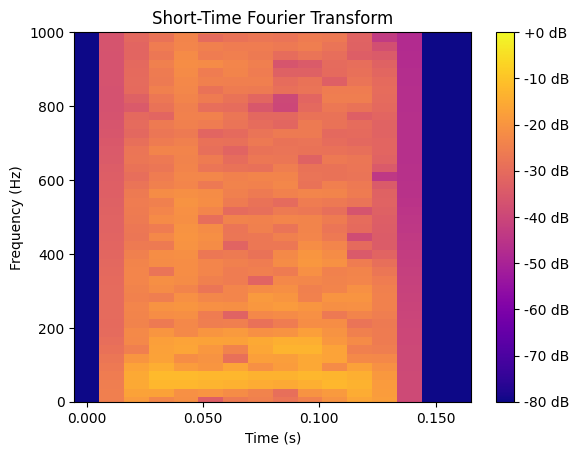 Short-Time Fourier Transform
1000
800
600
400
200
0
Frequency (Hz)
0.000
0.050
0.100
0.150
Time (s)
+0 dB
-10 dB
-20 dB
-30 dB
-40 dB
-50 dB
-60 dB
-70 dB
-80 dB